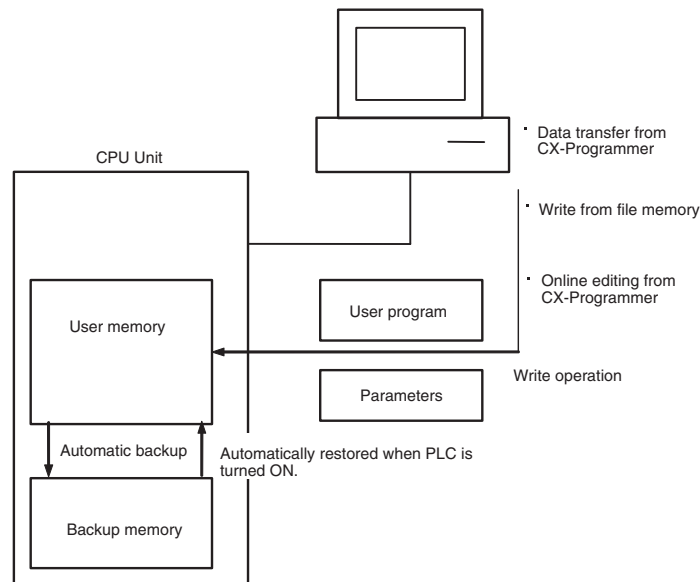 · Data transfer from
CX-Programmer
CPU Unit
· Write from file memory
· Online editing from
CX-Programmer
User program
User memory
Write operation
Parameters
Automatic backup
Automatically restored when PLC is
turned ON.
Backup memory